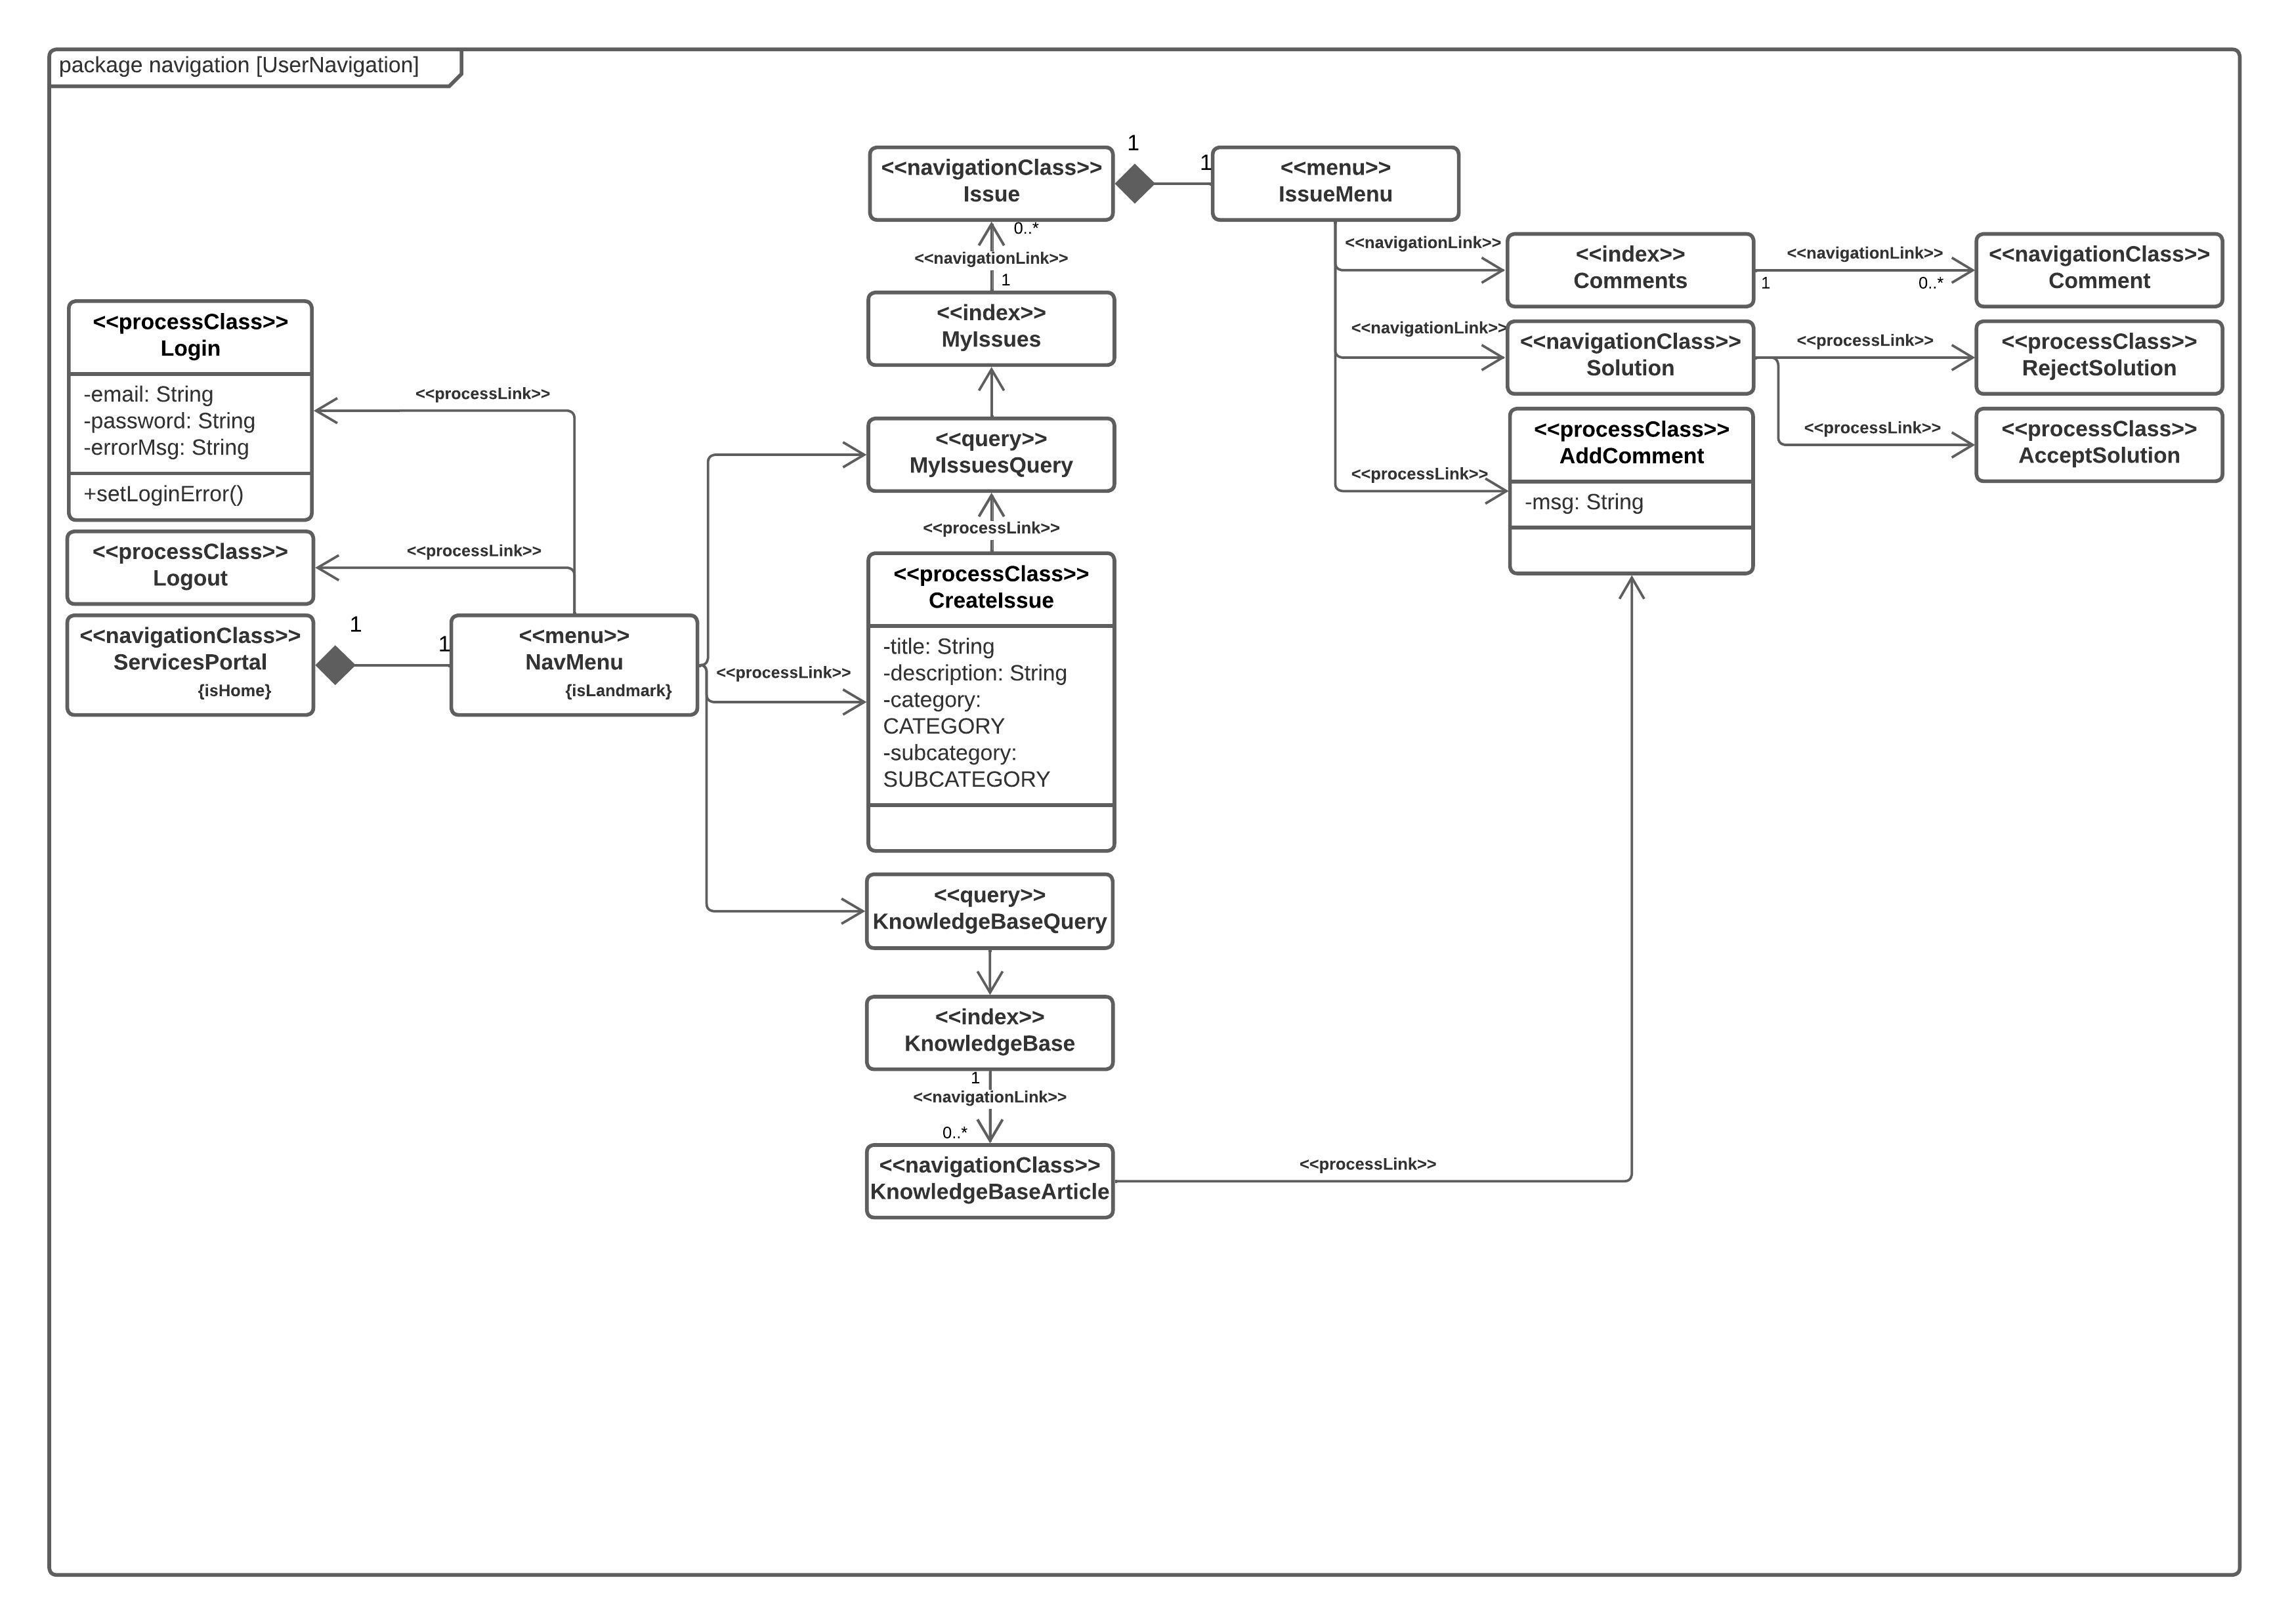 package navigation [UserNavigation]
<<navigationClass>>
Issue
1
1
<<menu>>
IssueMenu
0..*
<<navigationLink>>
1
<<index>>
MyIssues
<<navigationLink>>
<<index>>
Comments
<<navigationLink>>
1
0..*
<<navigationClass>>
Comment
<<navigationLink>>
<<navigationClass>>
Solution
<<processLink>>
<<processClass>>
RejectSolution
<<processLink>>
<<processClass>>
AcceptSolution
<<processLink>>
<<processClass>>
AddComment
-msg: String
<<processClass>>
Login
-email: String
-password: String
-errorMsg: String
+setLoginError()
<<processLink>>
<<processClass>>
Logout
<<processLink>>
<<navigationClass>>
ServicesPortal
{isHome}
1
1
<<menu>>
NavMenu
{isLandmark}
<<query>>
MyIssuesQuery
<<processLink>>
<<processLink>>
<<processClass>>
CreateIssue
-title: String
-description: String
-category:
CATEGORY
-subcategory:
SUBCATEGORY
<<query>>
KnowledgeBaseQuery
<<index>>
KnowledgeBase
1
<<navigationLink>>
0..*
<<navigationClass>>
KnowledgeBaseArticle
<<processLink>>